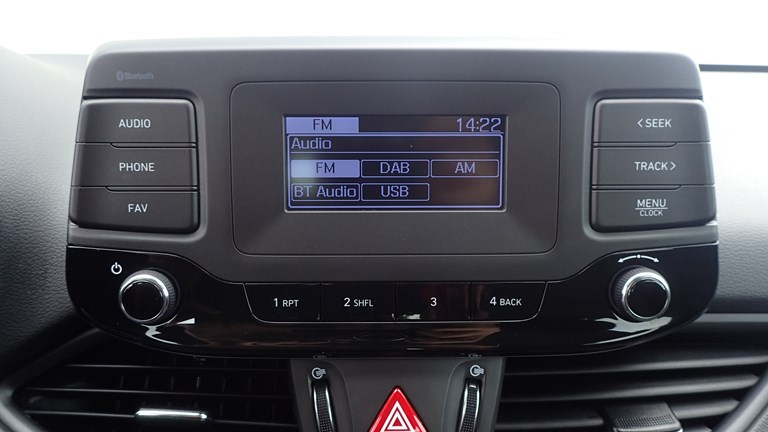 Bluetooth
AUDIO
PHONE
FAV
FM 14:22
Audio
FM DAB AM
BT Audio USB
< SEEK
TRACK >
MENU
CLOCK
1 RPT 2 SHFL 3 4 BACK